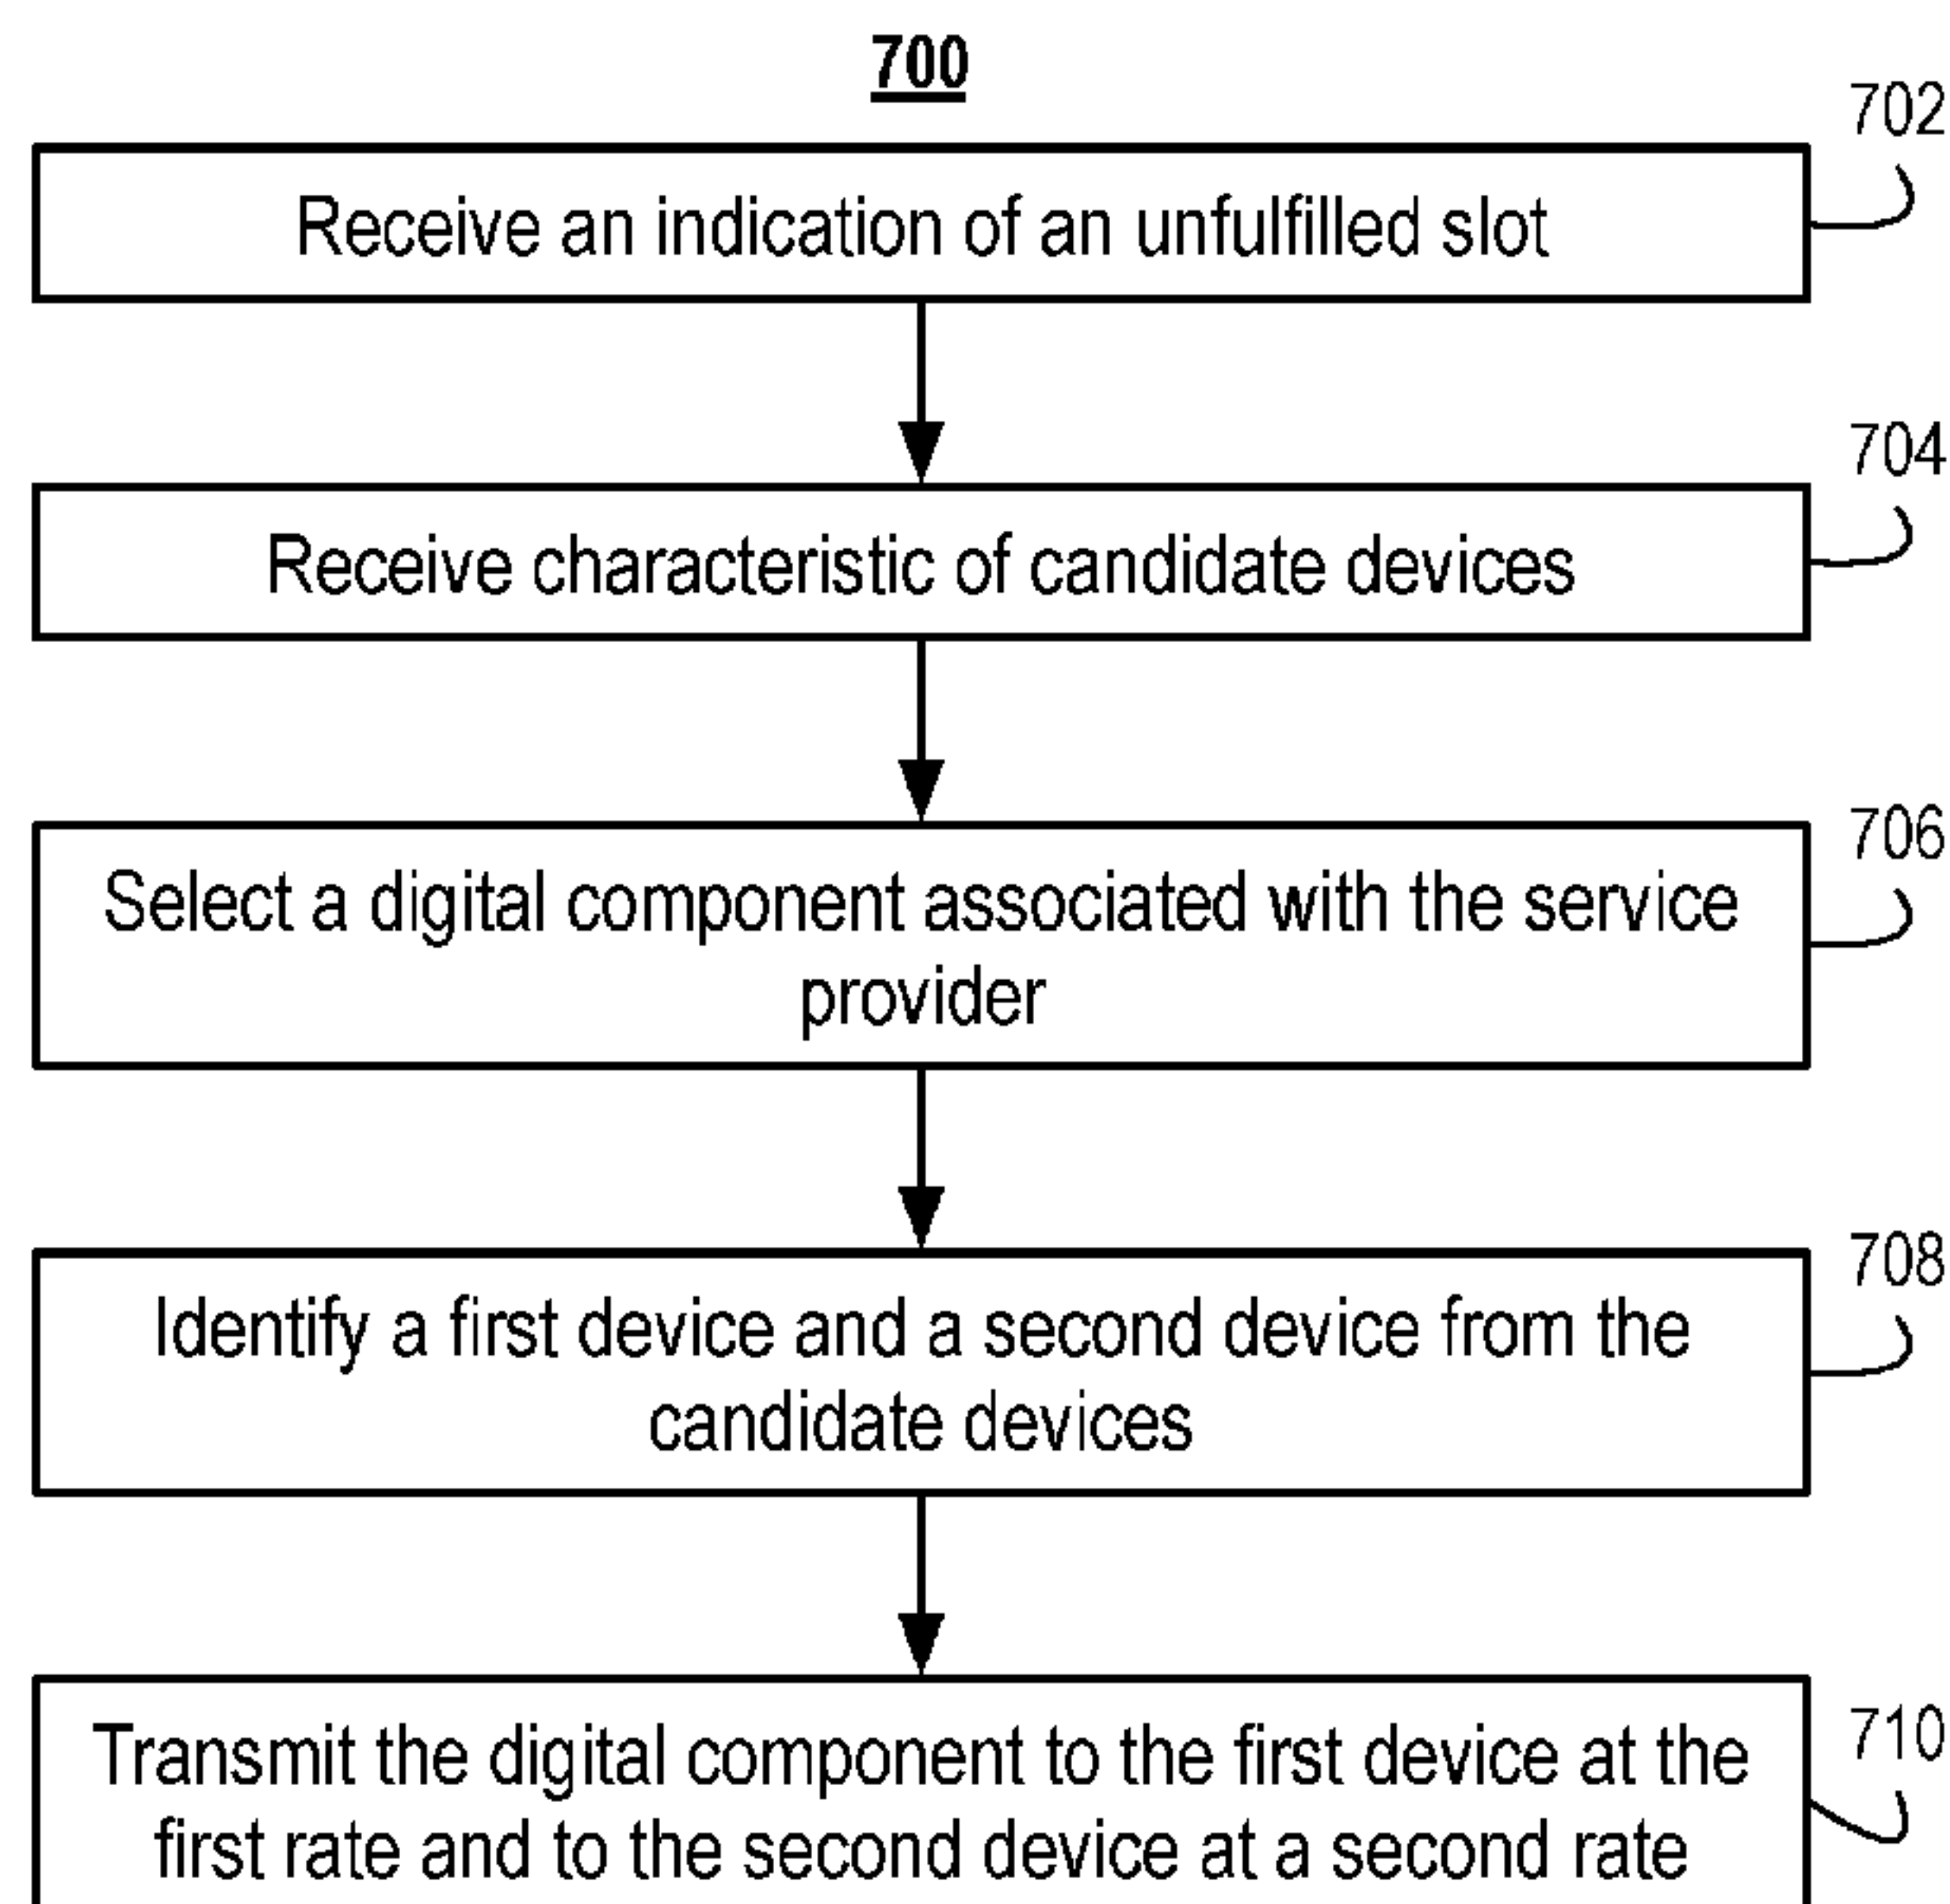 700
702
Receive an indication of an unfulfilled slot
704
Receive characteristic of candidate devices
706
Select a digital component associated with the service
provider
708
Identify a first device and a second device from the
candidate devices
710
Transmit the digital component to the first device at the
first rate and to the second device at a second rate